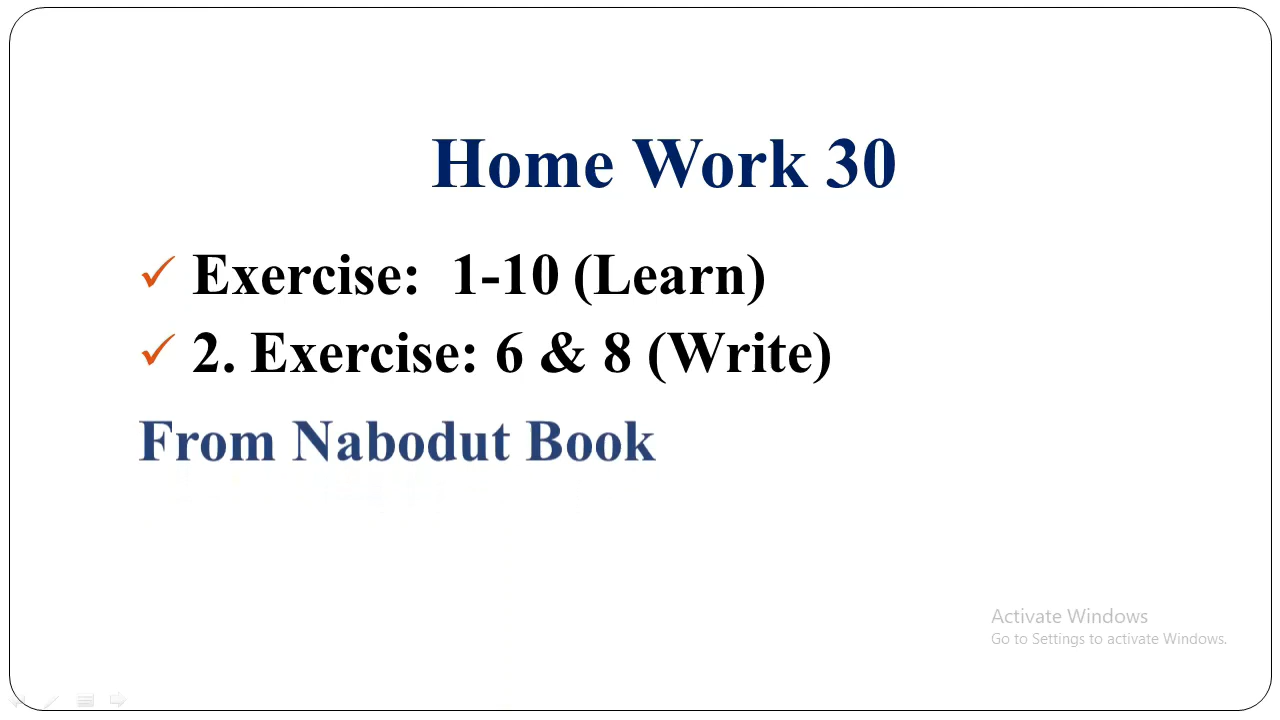 Home Work 30
Exercise: 1-10 (Learn)
2. Exercise: 6 & 8 (Write)
From Nabodut Book
Activate Windows
Go to Settings to activate Windows.